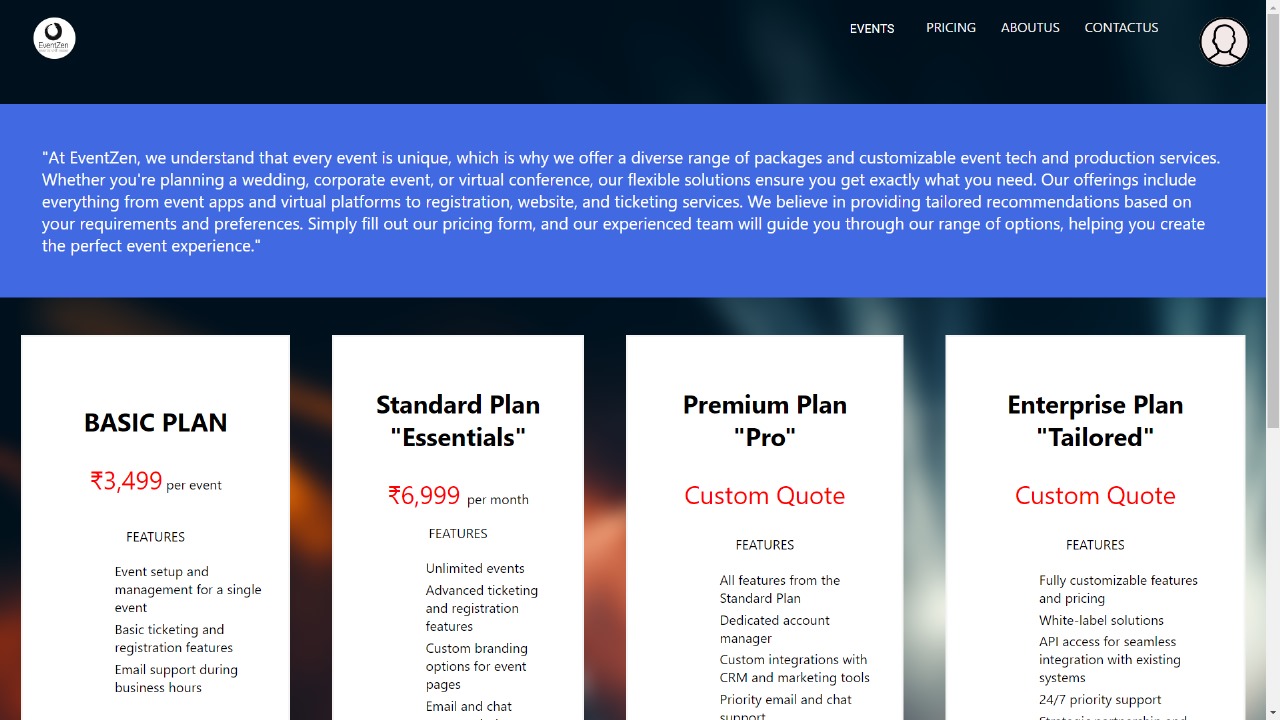 EventZen
EVENTS
PRICING
ABOUTUS
CONTACTUS
"At EventZen, we understand that every event is unique, which is why we offer a diverse range of packages and customizable event tech and production services.
Whether you're planning a wedding, corporate event, or virtual conference, our flexible solutions ensure you get exactly what you need. Our offerings include
everything from event apps and virtual platforms to registration, website, and ticketing services. We believe in providing tailored recommendations based on
your requirements and preferences. Simply fill out our pricing form, and our experienced team will guide you through our range of options, helping you create
the perfect event experience."
BASIC PLAN
₹3,499 per event
FEATURES
Event setup and
management for a single
event
Basic ticketing and
registration features
Email support during
business hours
Standard Plan
"Essentials"
₹6,999 per month
FEATURES
Unlimited events
Advanced ticketing
and registration
features
Custom branding
options for event
pages
Email and chat
Premium Plan
"Pro"
Custom Quote
FEATURES
All features from the
Standard Plan
Dedicated account
manager
Custom integrations with
CRM and marketing tools
Priority email and chat
support
Enterprise Plan
"Tailored"
Custom Quote
FEATURES
Fully customizable features
and pricing
White-label solutions
API access for seamless
integration with existing
systems
24/7 priority support
Strategic partnership and